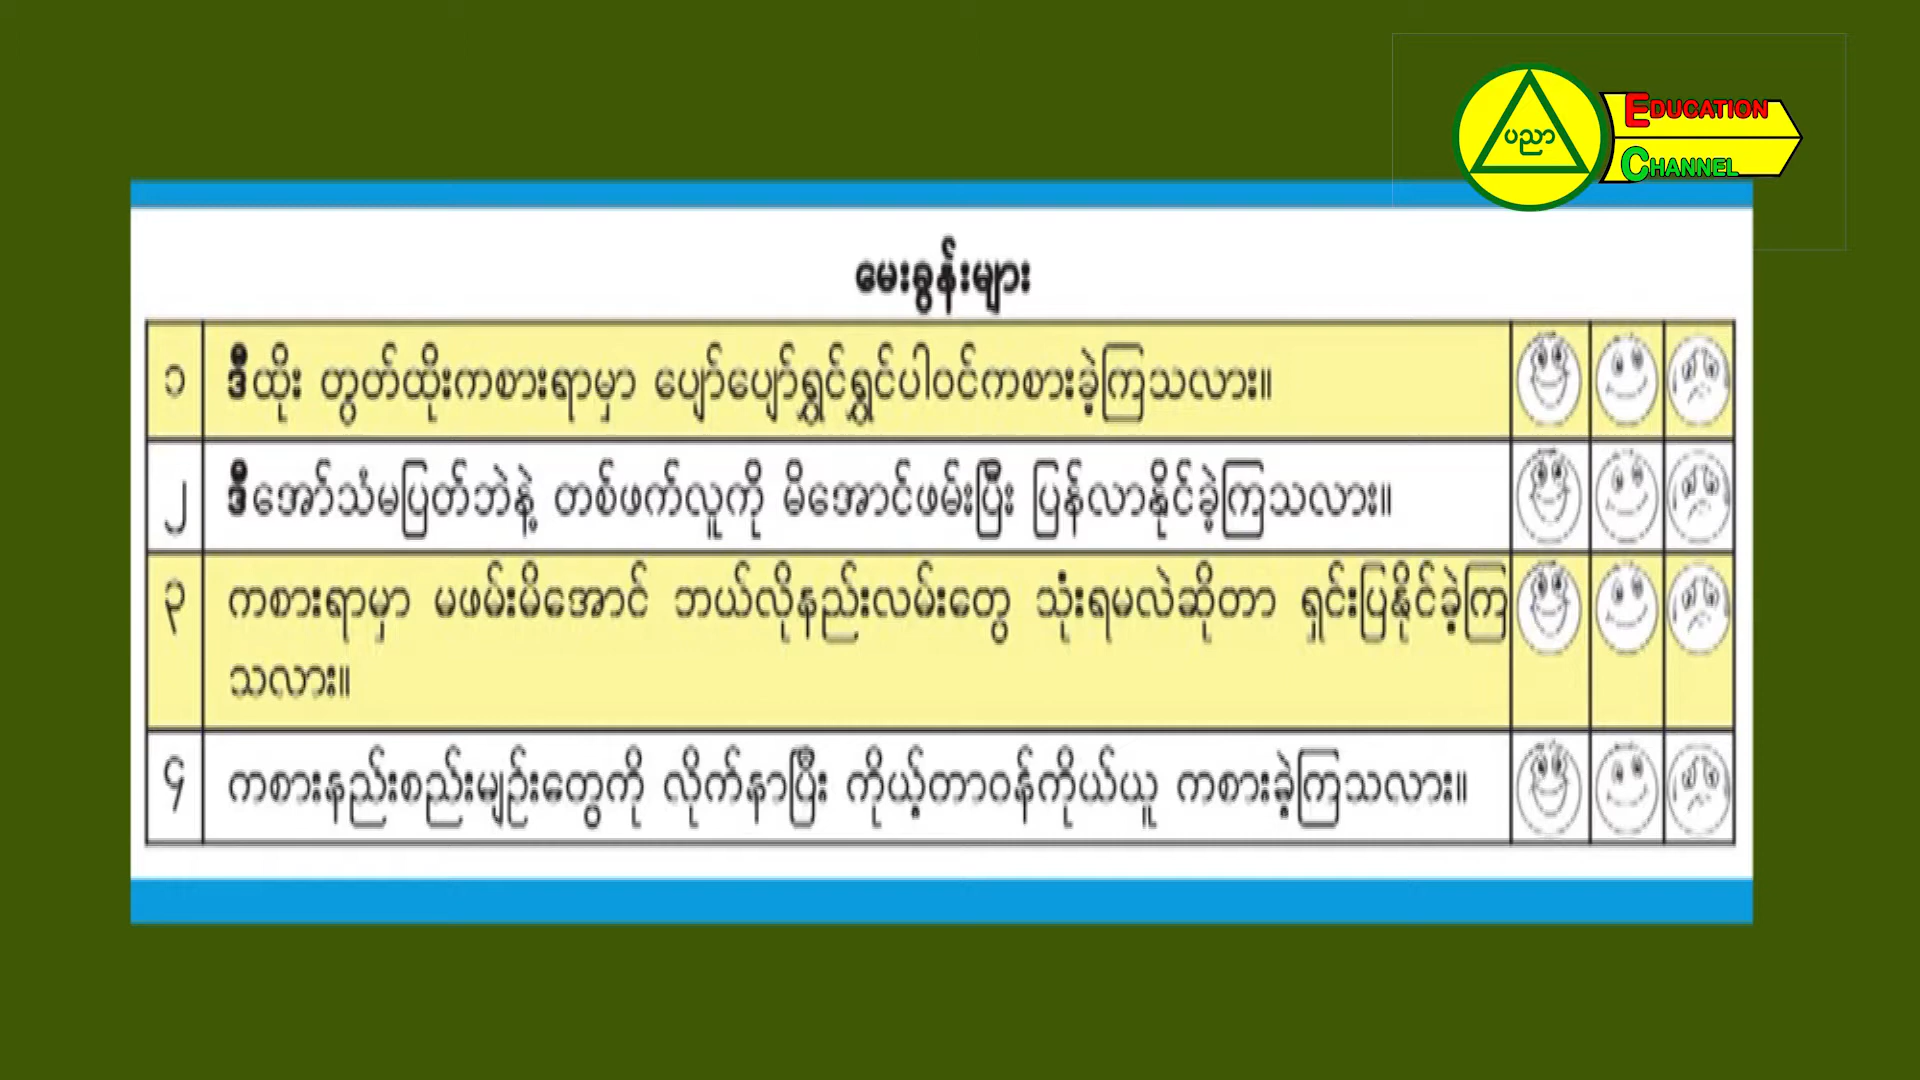 ပညာ
EDUCATION
CHANNEL
မေးခွန်းများ
၁ ဒီထိုး တွတ်ထိုးကစားရာမှာ ပျော်ပျော်ရွှင်ရွှင်ပါဝင်ကစားခဲ့ကြသလား။
၂ ဒီအော်သံမပြတ်ဘဲနဲ့ တစ်ဖက်လူကို မိအောင်ဖမ်းပြီး ပြန်လာနိုင်ခဲ့ကြသလား။
၃ ကစားရာမှာ မဖမ်းမိအောင် ဘယ်လိုနည်းလမ်းတွေ သုံးရမလဲဆိုတာ ရှင်းပြနိုင်ခဲ့ကြ
သလား။
၄ ကစားနည်းစည်းမျဉ်းတွေကို လိုက်နာပြီး ကိုယ့်တာဝန်ကိုယ်ယူ ကစားခဲ့ကြသလား။